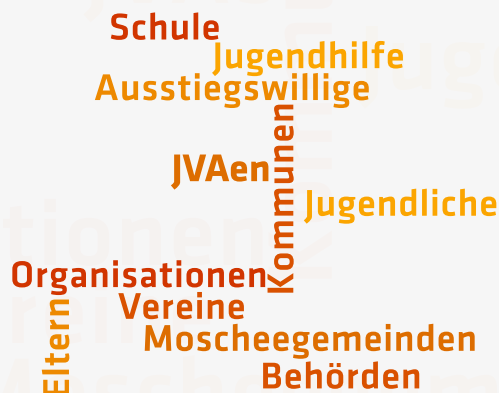 Schule
Jugendhilfe
Ausstiegswillige
Kommunen
JVAen
Jugendliche
Organisationen
Vereine
Eltern
Moscheegemeinden
Behörden